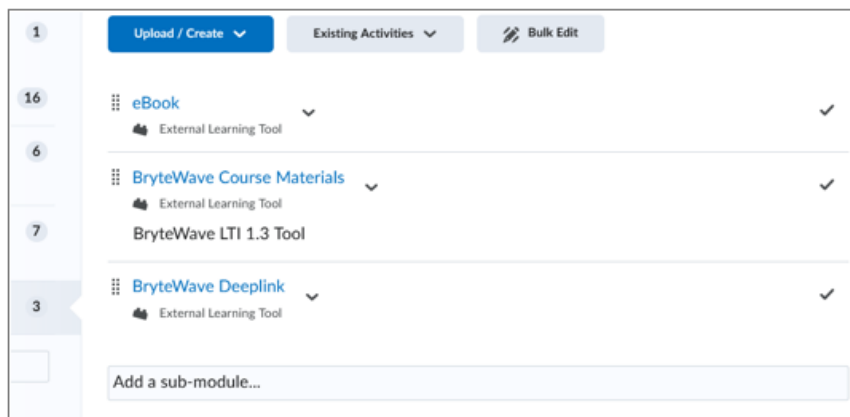 1
Upload / Create
Existing Activities
Bulk Edit
16
eBook
External Learning Tool
6
BryteWave Course Materials
External Learning Tool
7
BryteWave LTI 1.3 Tool
BryteWave Deeplink
3
External Learning Tool
Add a sub-module...